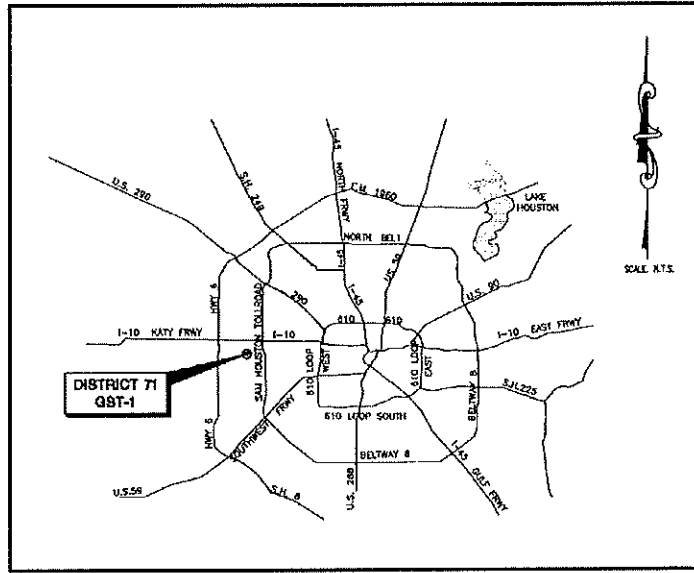 I-45 NORTH FRWY
S.H. 249
U.S. 290
F.M. 1960
LAKE
HOUSTON
SCALE N.T.S.
NORTH BELT
U.S. 59
I-45
HWY 6
SAM HOUSTON TOLLROAD
290
I-45
U.S. 90
610
610
I-10 KATY FRWY
I-10
I-10 EAST FRWY
610 LOOP
WEST
610 LOOP
EAST
DISTRICT 71
GST-1
S.H. 225
BELTWAY 8
610 LOOP SOUTH
HWY 6
SOUTHWEST FRWY
BELTWAY 8
I-45 GULF FRWY
U.S. 59
S.H. 6
U.S. 288